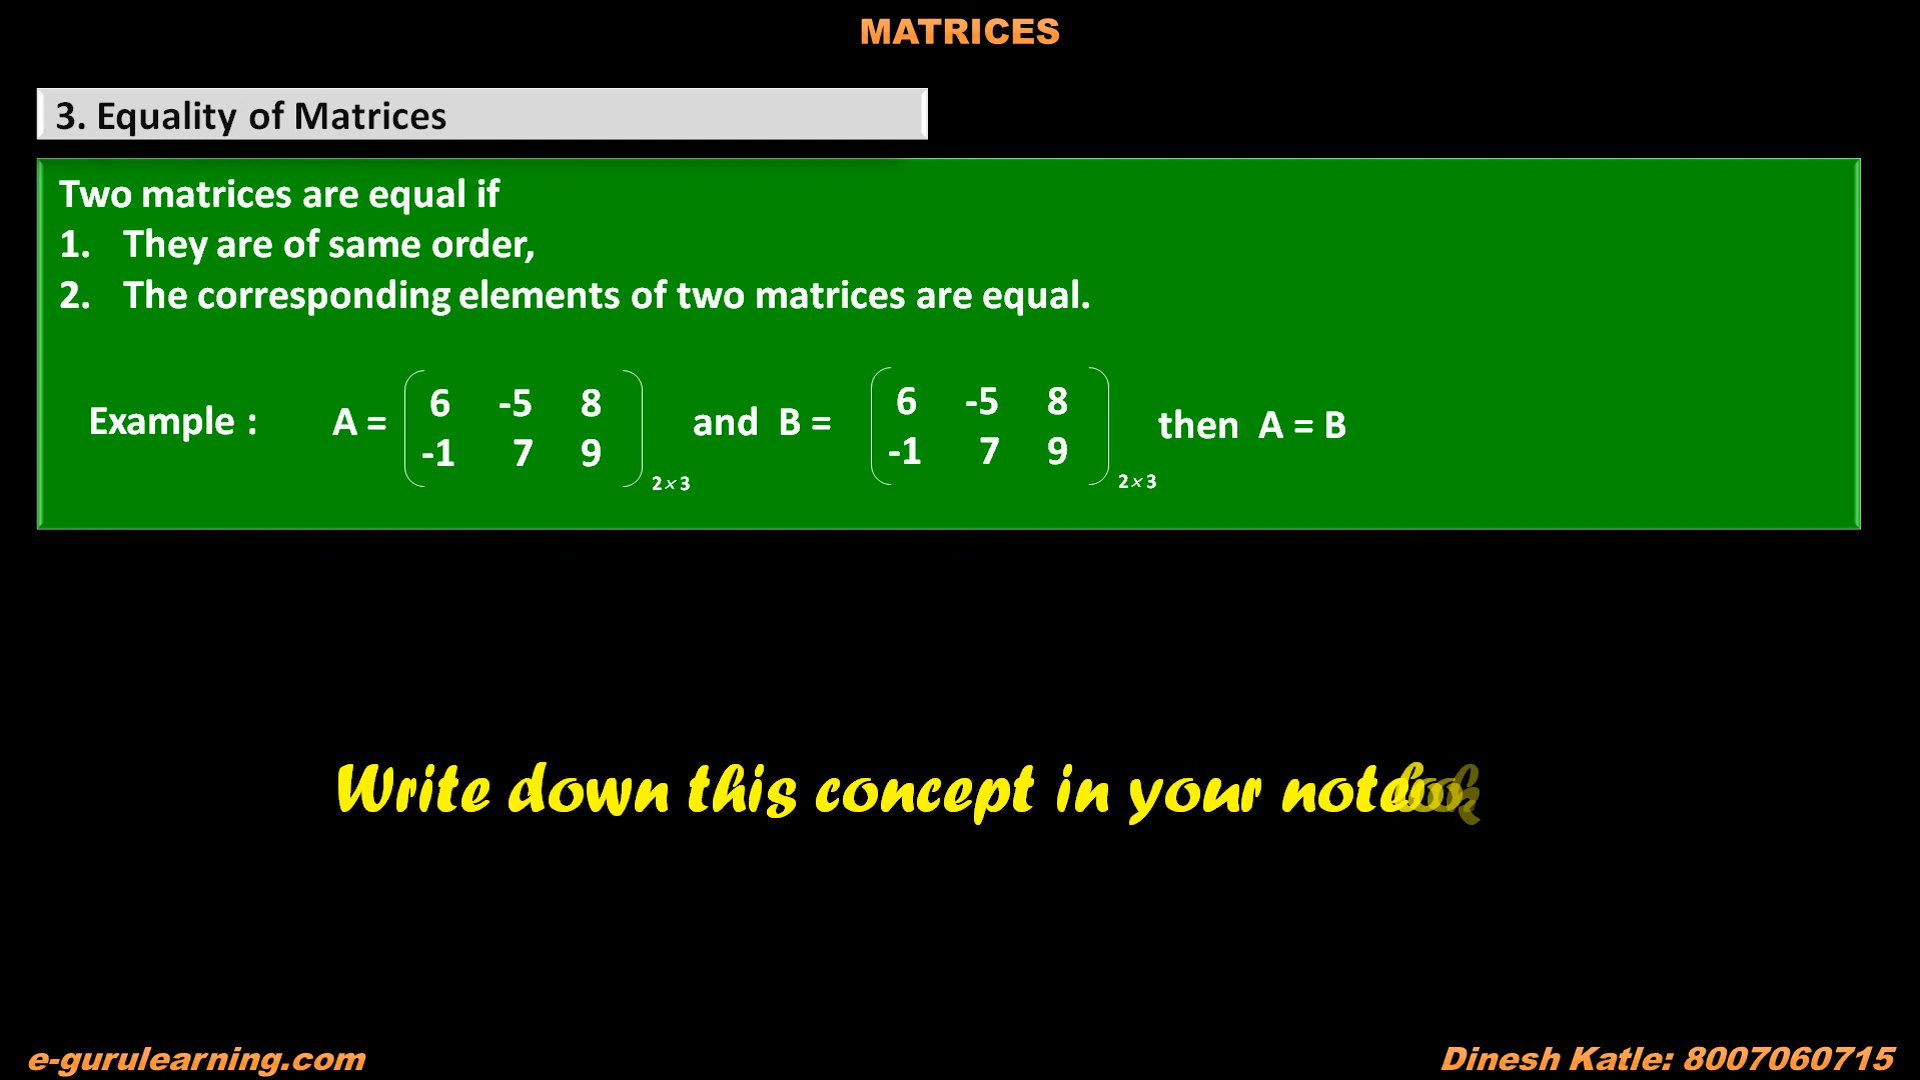 MATRICES
3. Equality of Matrices
Two matrices are equal if
1. They are of same order,
2. The corresponding elements of two matrices are equal.
Example : A = 6 -5 8 and B = 6 -5 8 then A = B
-1 7 9 -1 7 9
2×3 2×3
Write down this concept in your notebook
e-gurulearning.com
Dinesh Katle: 8007060715